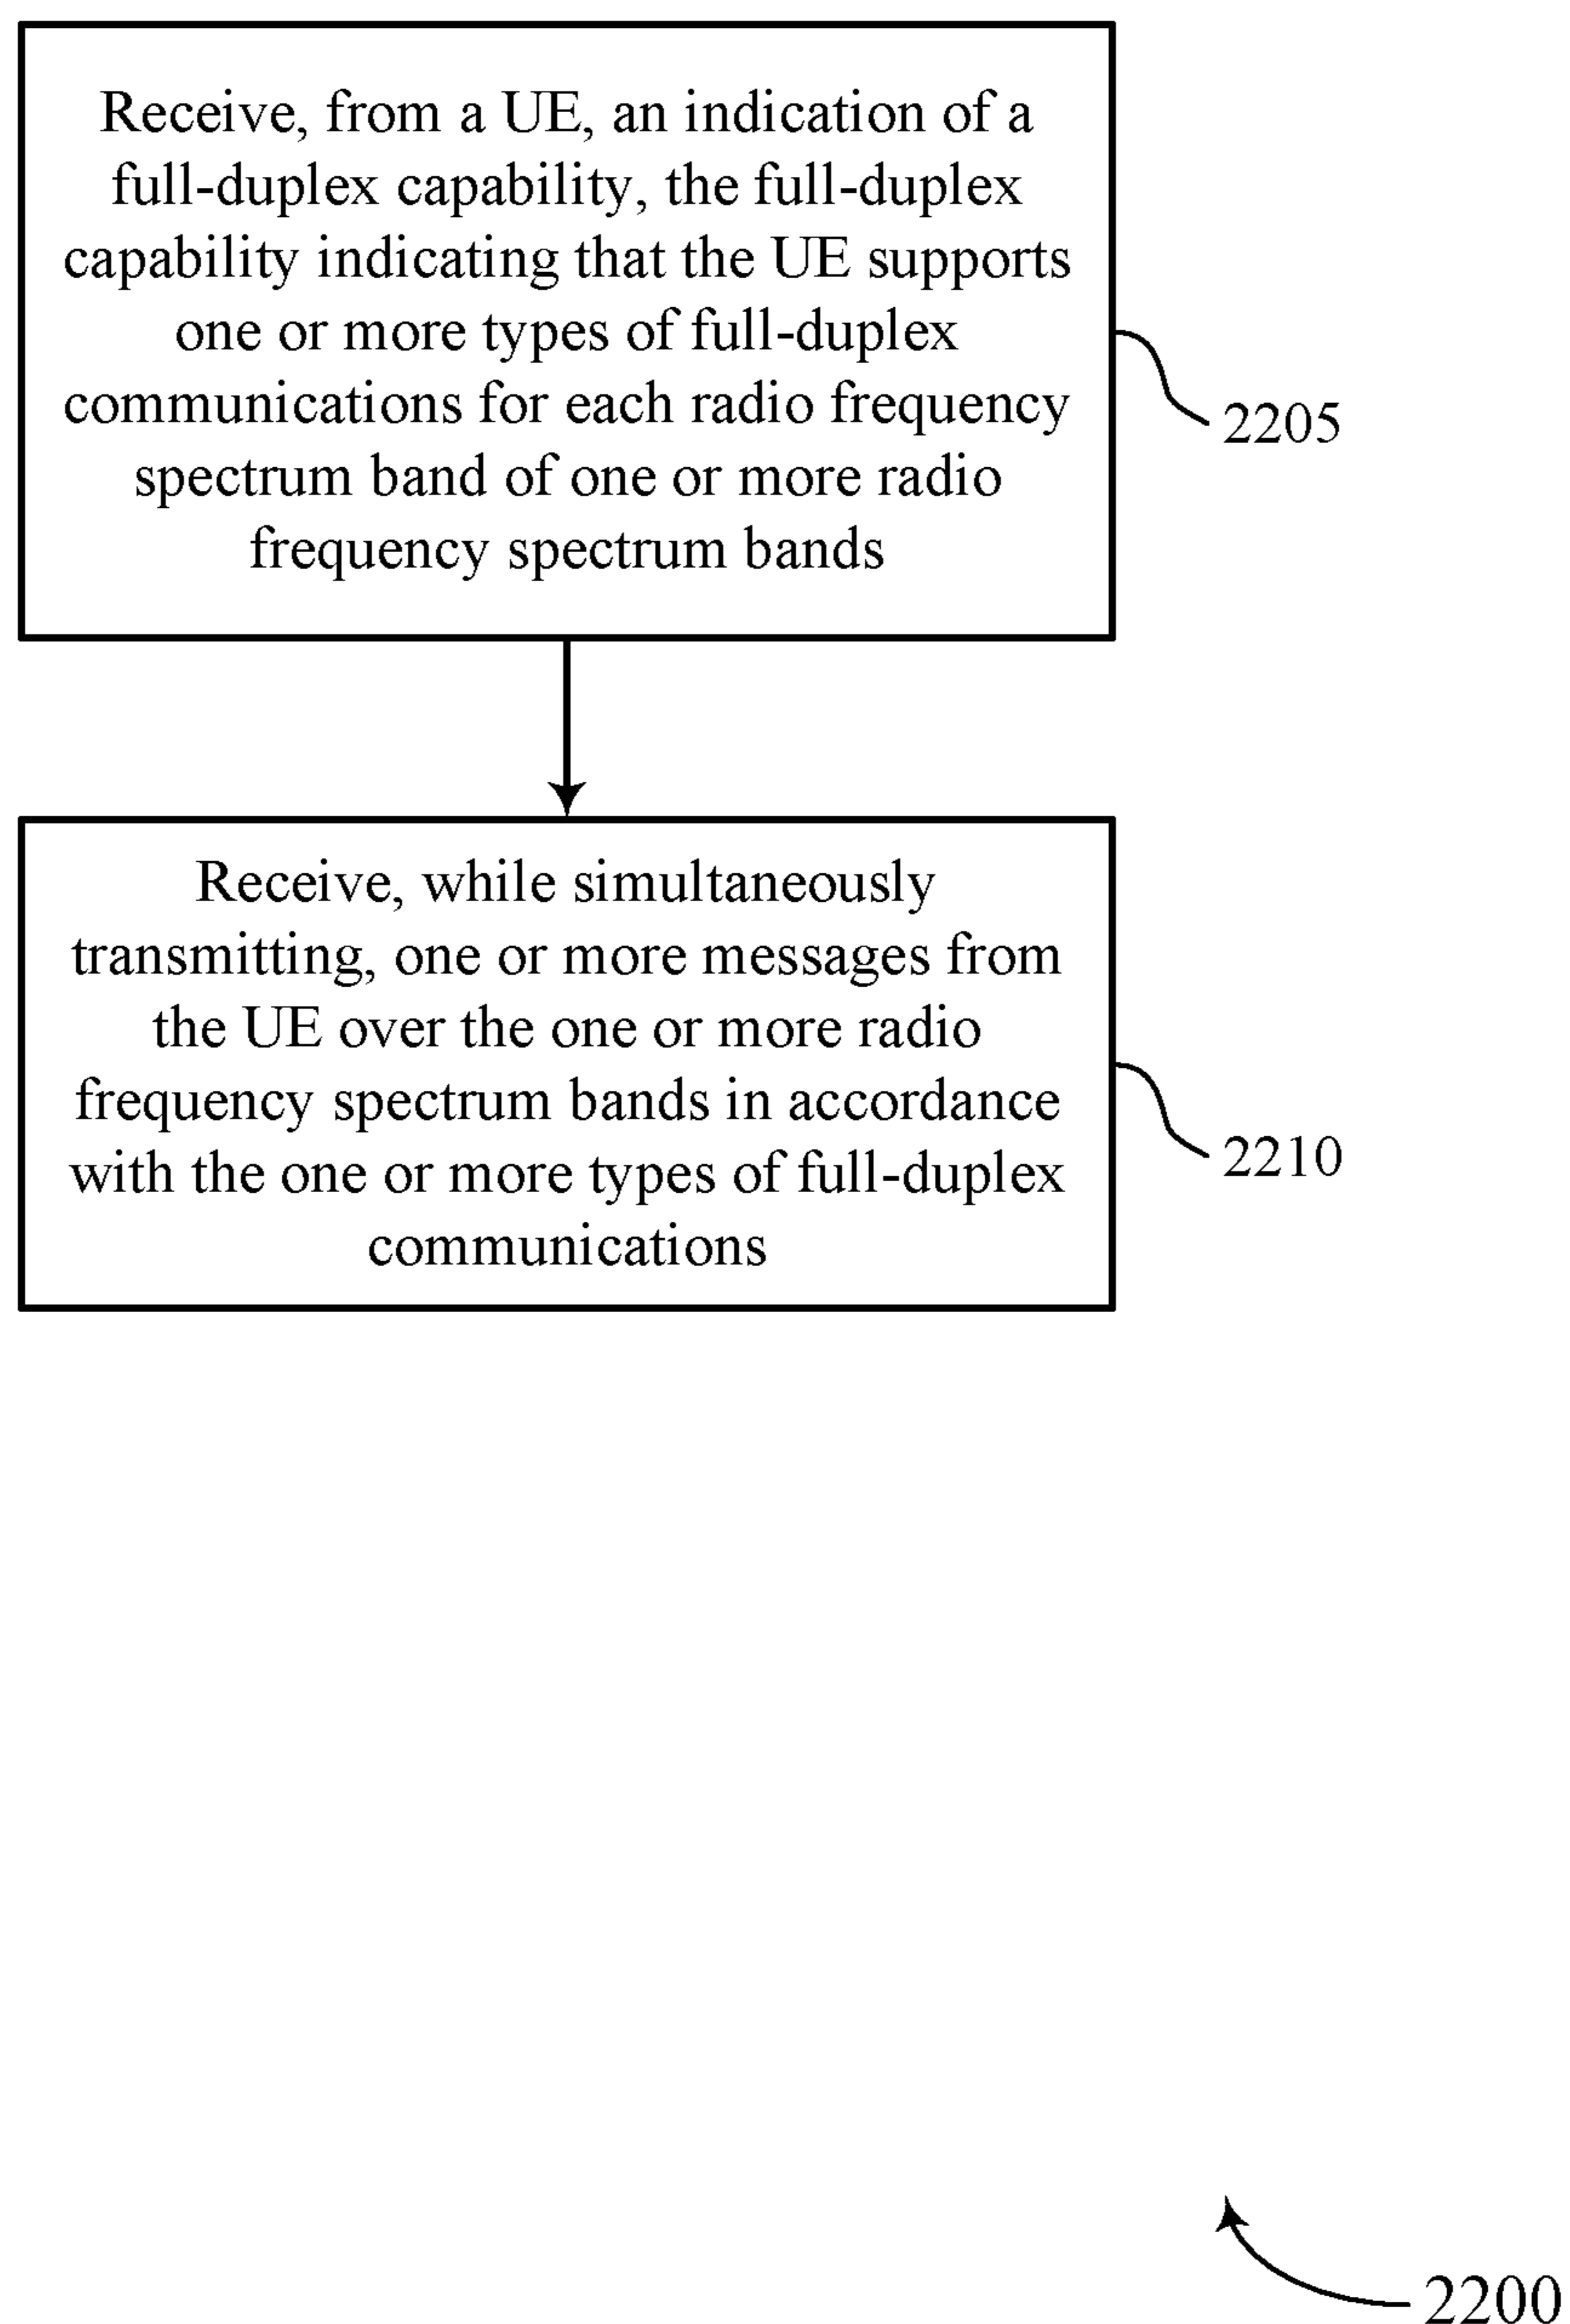 Receive, from a UE, an indication of a
full-duplex capability, the full-duplex
capability indicating that the UE supports
one or more types of full-duplex
communications for each radio frequency
spectrum band of one or more radio
frequency spectrum bands
2205
Receive, while simultaneously
transmitting, one or more messages from
the UE over the one or more radio
frequency spectrum bands in accordance
with the one or more types of full-duplex
communications
2210
2200